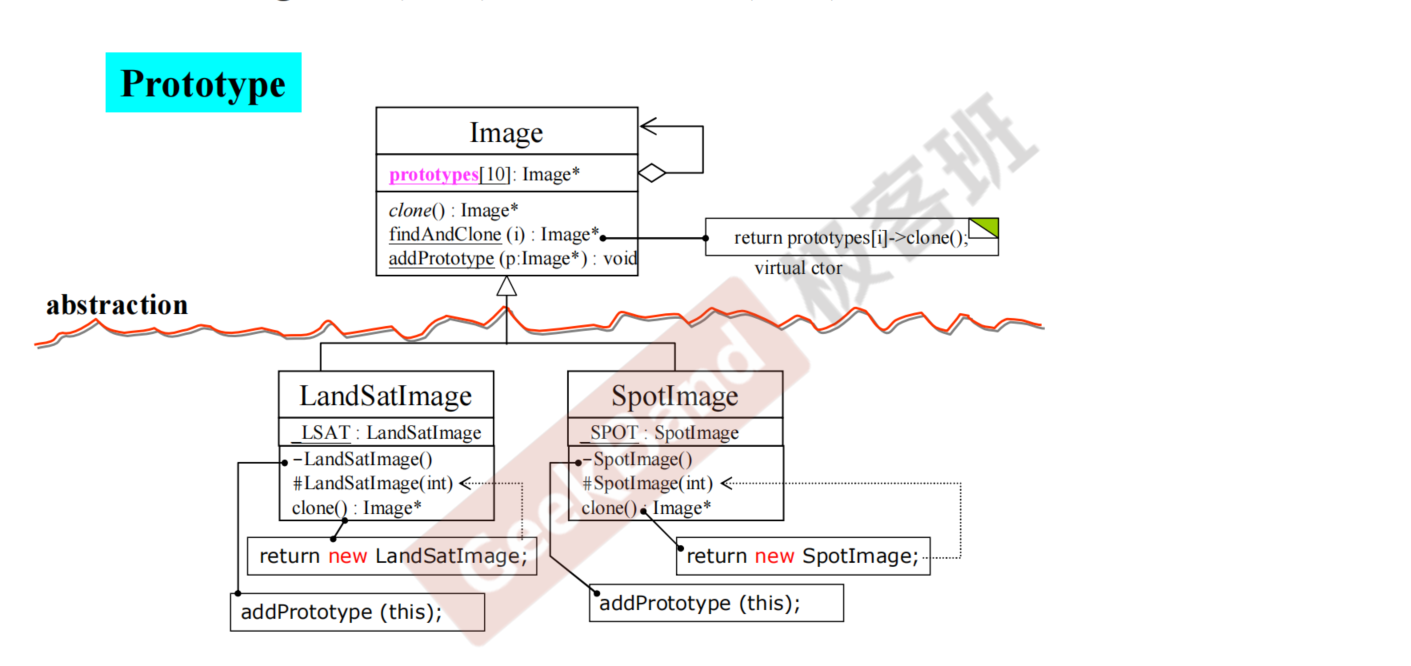 Prototype
Image
prototypes[10]: Image*
clone() : Image*
findAndClone (i) : Image*
addPrototype (p:Image*) : void
return prototypes[i]->clone();
virtual ctor
abstraction
LandSatImage
_LSAT : LandSatImage
-LandSatImage()
#LandSatImage(int)
clone() : Image*
return new LandSatImage;
addPrototype (this);
SpotImage
_SPOT : SpotImage
-SpotImage()
#SpotImage(int)
clone() : Image*
return new SpotImage;
addPrototype (this);
GeekBand 极客班